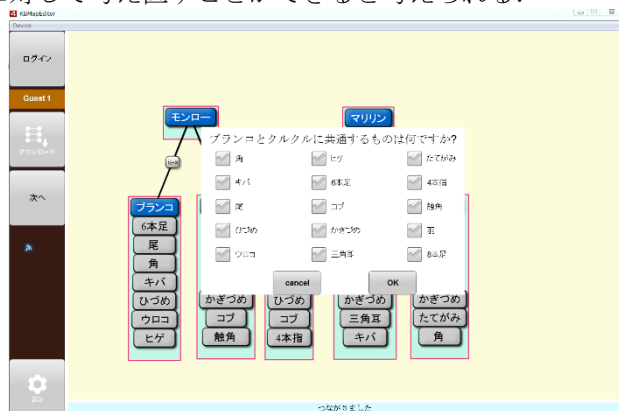 KBMapEditor
Device
ログイン
Guest 1
ダウンロード
次へ
設定
モンロー
マリリン
is-a
ブランコとクルクルに共通するものは何ですか?
角 ヒゲ たてがみ
キバ 6本足 4本指
尾 コブ 触角
ひづめ かぎづめ 羽
ウロコ 三角耳 8本足
cancel OK
ブランコ
6本足
尾
角
キバ
ひづめ
ウロコ
ヒゲ
かぎづめ
コブ
触角
ひづめ
コブ
4本指
かぎづめ
三角耳
キバ
かぎづめ
たてがみ
角
つながりました